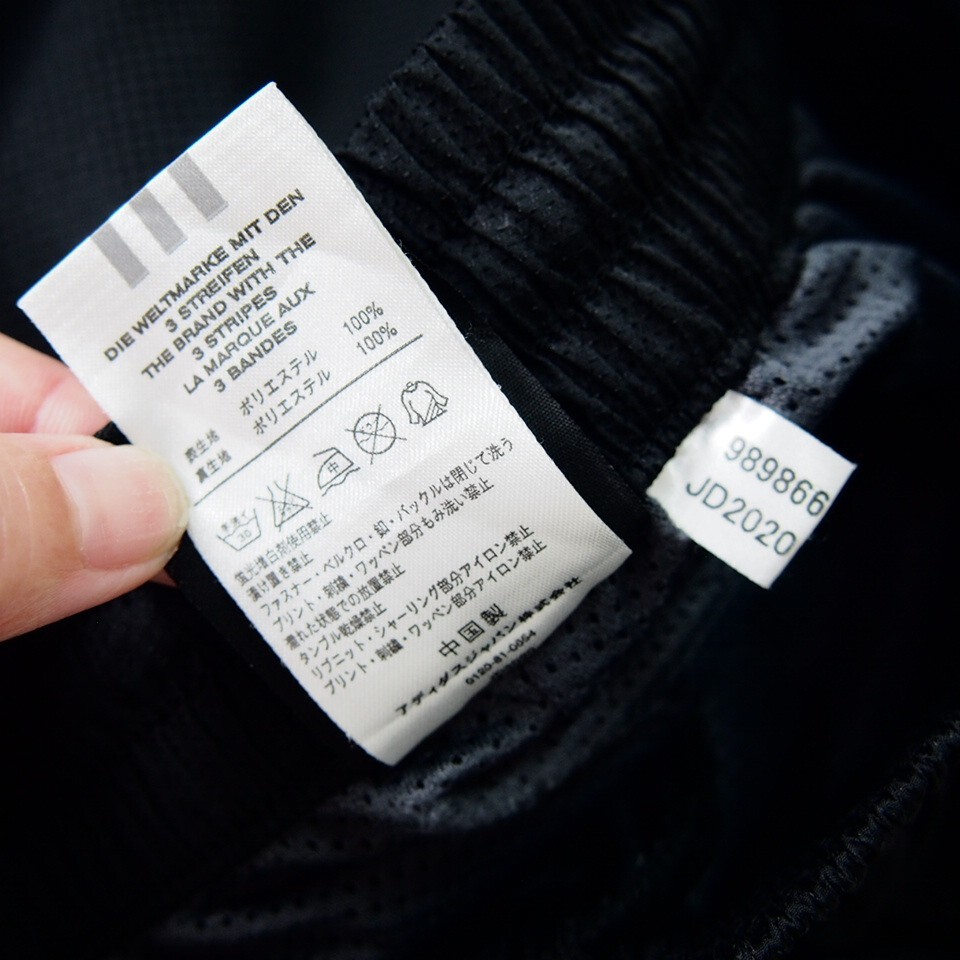 DIE WELTMARKE MIT DEN
3 STREIFEN
THE BRAND WITH THE
3 STRIPES
LA MARQUE AUX
3 BANDES
表生地 ポリエステル 100%
裏生地 ポリエステル 100%
手洗イ
30
中
蛍光増白剤使用禁止
漬け置き禁止
ファスナー・ベルクロ・釦・バックルは閉じて洗う
プリント・刺繍・ワッペン部分もみ洗い禁止
濡れた状態での放置禁止
タンブル乾燥禁止
リブニット・シャーリング部分アイロン禁止
プリント・刺繍・ワッペン部分アイロン禁止
中国製
アディダスジャパン株式会社
0120-81-0654
989866
JD2020